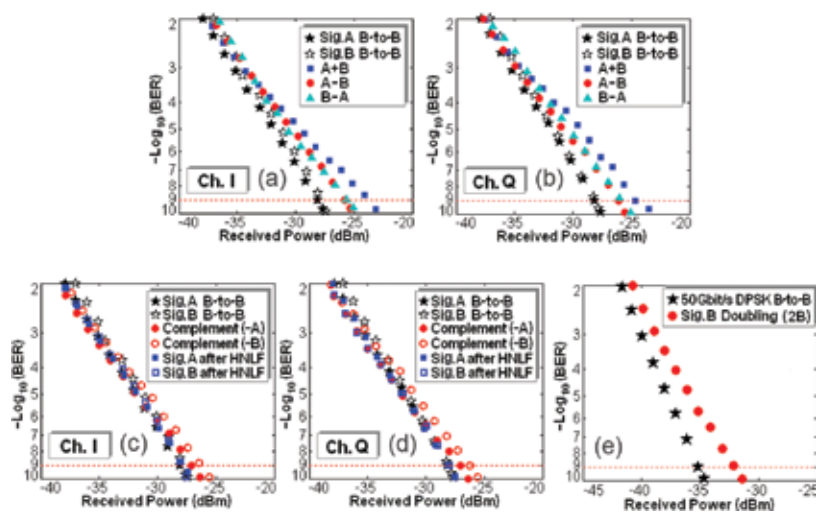 2
3
4
5
6
7
8
9
10
−Log₁₀ (BER)
★ Sig.A B-to-B
☆ Sig.B B-to-B
■ A+B
● A−B
▲ B−A
Ch. I
(a)
-40 -35 -30 -25 -20
Received Power (dBm)
2
3
4
5
6
7
8
9
10
−Log₁₀ (BER)
★ Sig.A B-to-B
☆ Sig.B B-to-B
■ A+B
● A−B
▲ B−A
Ch. Q
(b)
-40 -35 -30 -25 -20
Received Power (dBm)
2
3
4
5
6
7
8
9
10
−Log₁₀ (BER)
★ Sig.A B-to-B
☆ Sig.B B-to-B
● Complement (−A)
○ Complement (−B)
■ Sig.A after HNLF
□ Sig.B after HNLF
Ch. I
(c)
-40 -35 -30 -25 -20
Received Power (dBm)
2
3
4
5
6
7
8
9
10
−Log₁₀ (BER)
★ Sig.A B-to-B
☆ Sig.B B-to-B
● Complement (−A)
○ Complement (−B)
■ Sig.A after HNLF
□ Sig.B after HNLF
Ch. Q
(d)
-40 -35 -30 -25 -20
Received Power (dBm)
2
3
4
5
6
7
8
9
10
−Log₁₀ (BER)
★ 50Gbit/s DPSK B-to-B
● Sig.B Doubling (2B)
(e)
-45 -40 -35 -30 -25
Received Power (dBm)